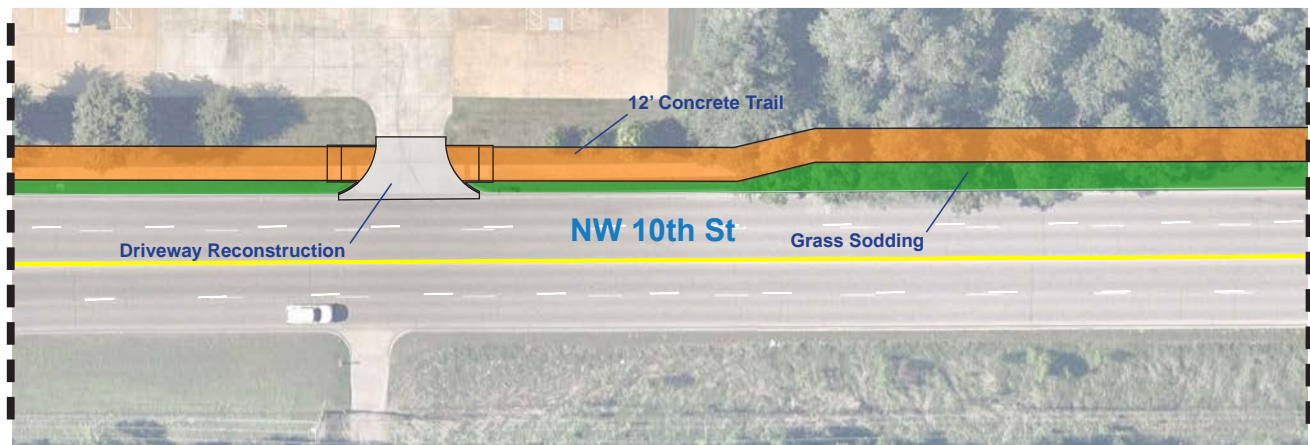 12' Concrete Trail
NW 10th St
Driveway Reconstruction
Grass Sodding